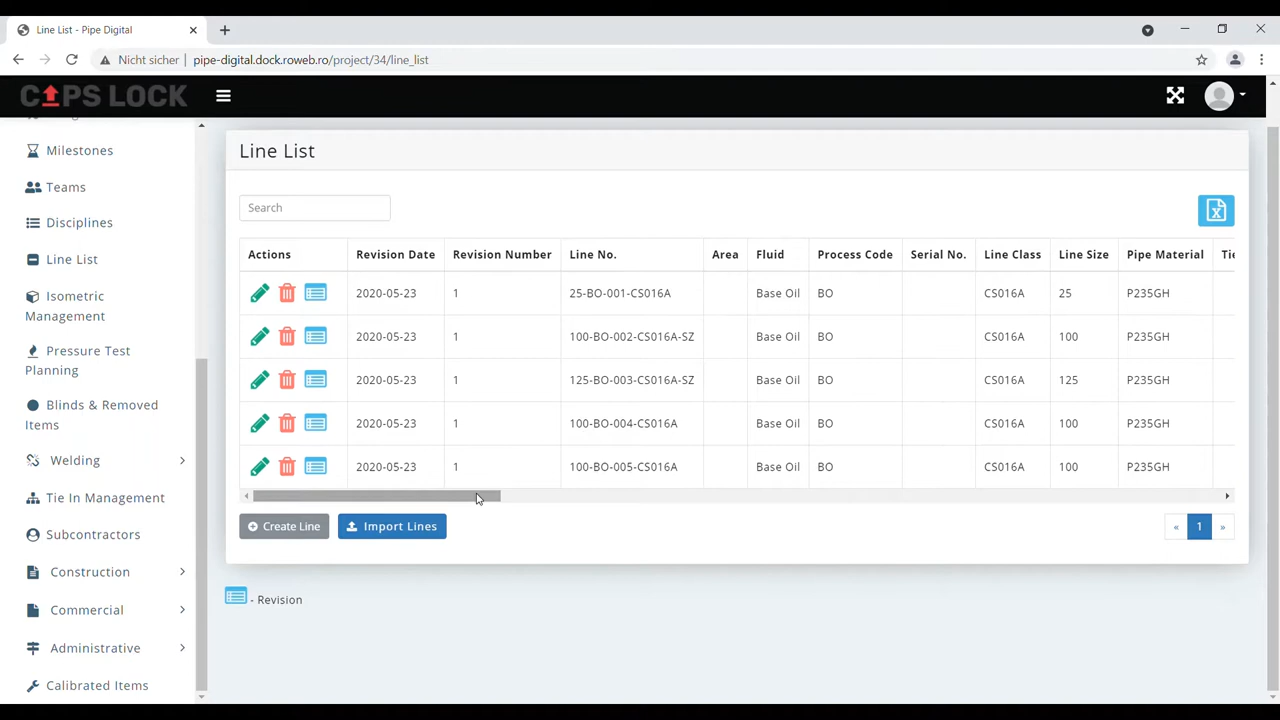 Line List - Pipe Digital
Nicht sicher | pipe-digital.dock.roweb.ro/project/34/line_list
CAPS LOCK
Milestones
Teams
Disciplines
Line List
Isometric
Management
Pressure Test
Planning
Blinds & Removed
Items
Welding
Tie In Management
Subcontractors
Construction
Commercial
Administrative
Calibrated Items
Line List
Search
Actions Revision Date Revision Number Line No. Area Fluid Process Code Serial No. Line Class Line Size Pipe Material Tie
2020-05-23 1 25-BO-001-CS016A Base Oil BO CS016A 25 P235GH
2020-05-23 1 100-BO-002-CS016A-SZ Base Oil BO CS016A 100 P235GH
2020-05-23 1 125-BO-003-CS016A-SZ Base Oil BO CS016A 125 P235GH
2020-05-23 1 100-BO-004-CS016A Base Oil BO CS016A 100 P235GH
2020-05-23 1 100-BO-005-CS016A Base Oil BO CS016A 100 P235GH
Create Line Import Lines « 1 »
- Revision